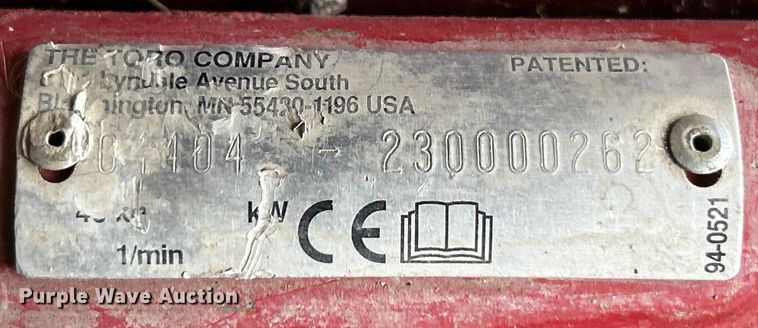 THE TORO COMPANY
Lyndale Avenue South
Bloomington, MN 55420-1196 USA
PATENTED:
- 230000262
kW
CE
1/min
94-0521
Purple Wave Auction